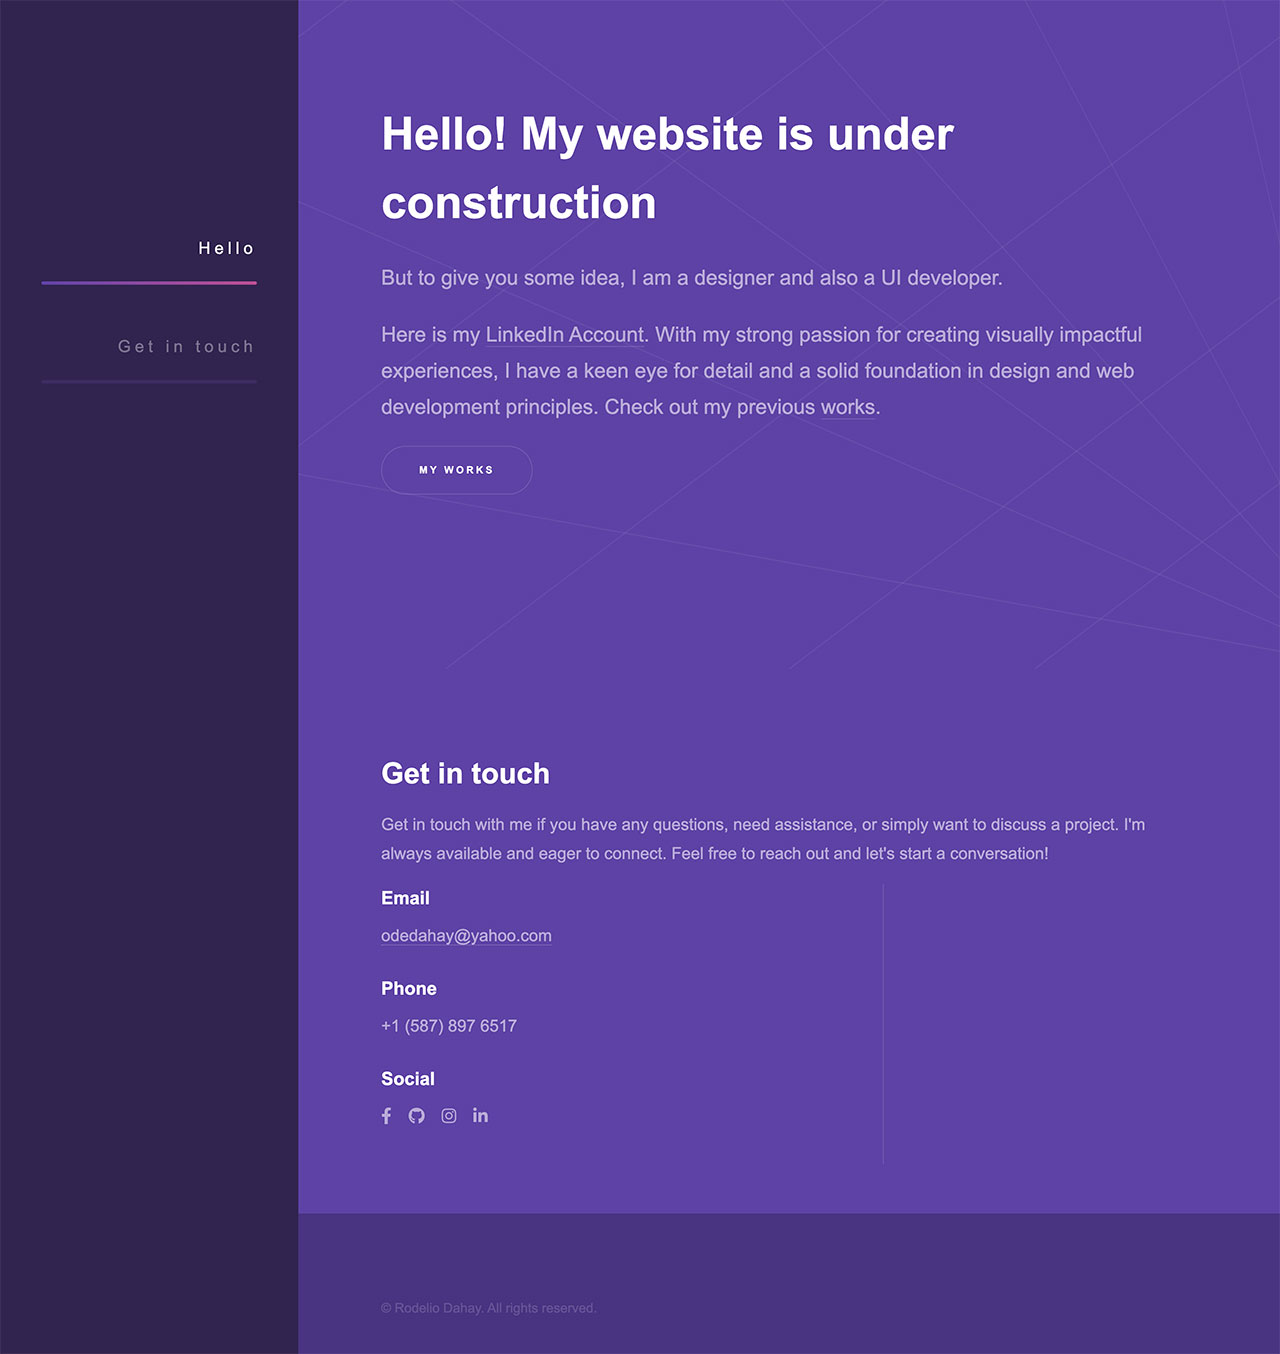 Hello
Get in touch
Hello! My website is under
construction
But to give you some idea, I am a designer and also a UI developer.
Here is my LinkedIn Account. With my strong passion for creating visually impactful
experiences, I have a keen eye for detail and a solid foundation in design and web
development principles. Check out my previous works.
MY WORKS
Get in touch
Get in touch with me if you have any questions, need assistance, or simply want to discuss a project. I'm
always available and eager to connect. Feel free to reach out and let's start a conversation!
Email
odedahay@yahoo.com
Phone
+1 (587) 897 6517
Social
© Rodelio Dahay. All rights reserved.